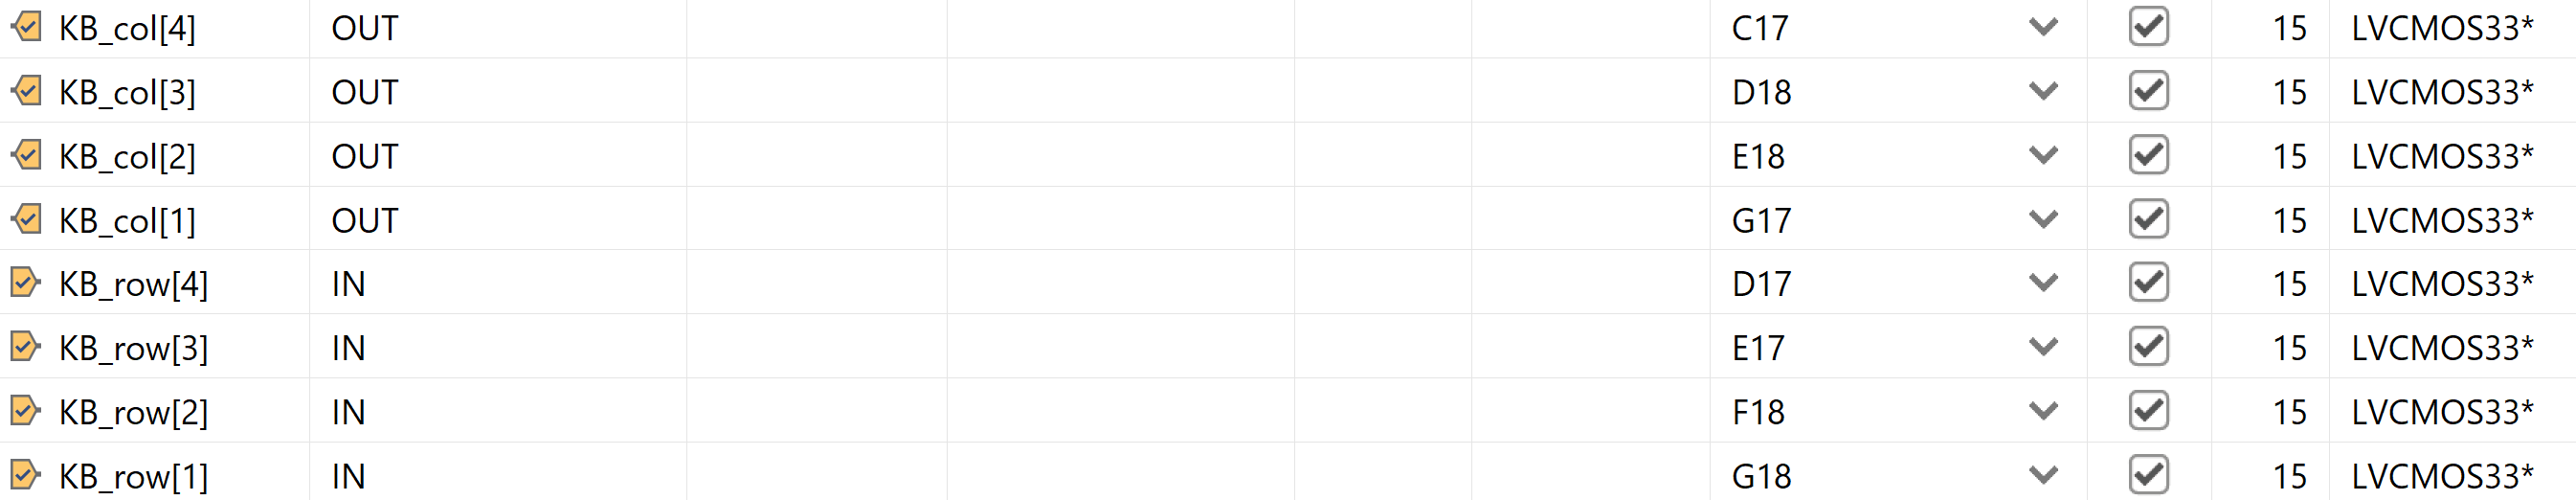 KB_col[4] OUT C17 15 LVCMOS33*
KB_col[3] OUT D18 15 LVCMOS33*
KB_col[2] OUT E18 15 LVCMOS33*
KB_col[1] OUT G17 15 LVCMOS33*
KB_row[4] IN D17 15 LVCMOS33*
KB_row[3] IN E17 15 LVCMOS33*
KB_row[2] IN F18 15 LVCMOS33*
KB_row[1] IN G18 15 LVCMOS33*